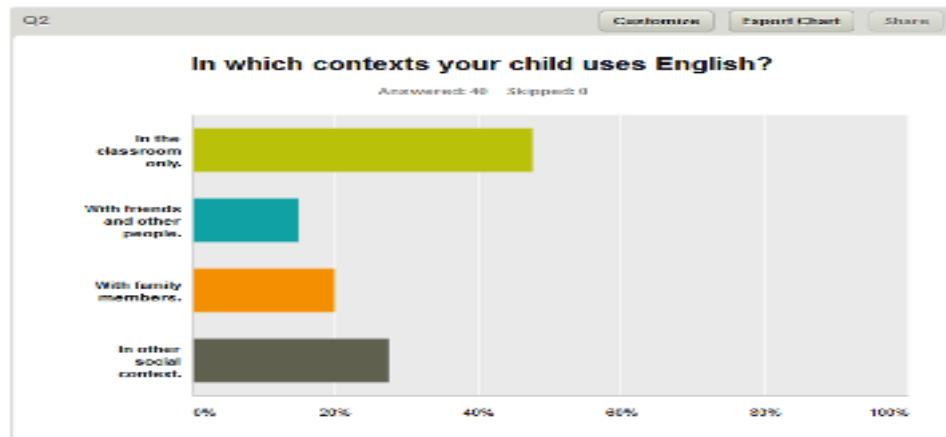 Q2
Customize
Export Chart
Share
In which contexts your child uses English?
Answered: 40 Skipped: 0
In the
classroom
only.
With friends
and other
people.
With family
members.
In other
social
context.
0% 20% 40% 60% 80% 100%